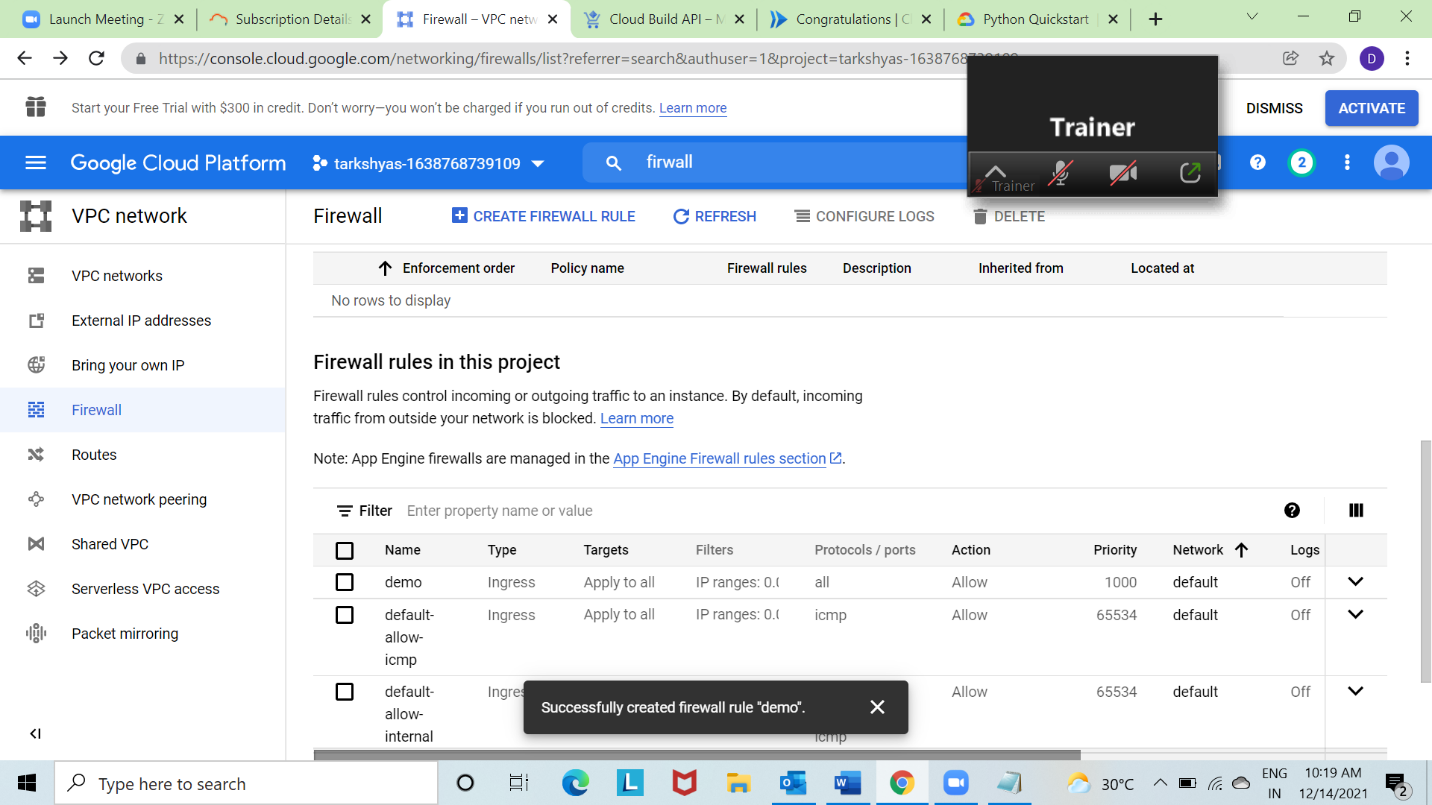 Launch Meeting - Z
Subscription Details
Firewall – VPC netw
Cloud Build API – M
Congratulations | C
Python Quickstart
https://console.cloud.google.com/networking/firewalls/list?referrer=search&authuser=1&project=tarkshyas-1638768739109
D
Start your Free Trial with $300 in credit. Don't worry—you won't be charged if you run out of credits. Learn more
DISMISS
ACTIVATE
Trainer
Trainer
Google Cloud Platform
tarkshyas-1638768739109
firwall
?
2
VPC network
Firewall
CREATE FIREWALL RULE
REFRESH
CONFIGURE LOGS
DELETE
VPC networks
External IP addresses
Bring your own IP
Firewall
Routes
VPC network peering
Shared VPC
Serverless VPC access
Packet mirroring
Enforcement order Policy name Firewall rules Description Inherited from Located at
No rows to display
Firewall rules in this project
Firewall rules control incoming or outgoing traffic to an instance. By default, incoming
traffic from outside your network is blocked. Learn more
Note: App Engine firewalls are managed in the App Engine Firewall rules section.
Filter Enter property name or value
?
Name Type Targets Filters Protocols / ports Action Priority Network Logs
demo Ingress Apply to all IP ranges: 0.0 all Allow 1000 default Off
default- Ingress Apply to all IP ranges: 0.0 icmp Allow 65534 default Off
allow-
icmp
default- Ingres Allow 65534 default Off
allow-
internal icmp
Successfully created firewall rule "demo".
Type here to search
L
W
30°C
ENG
IN
10:19 AM
12/14/2021
2